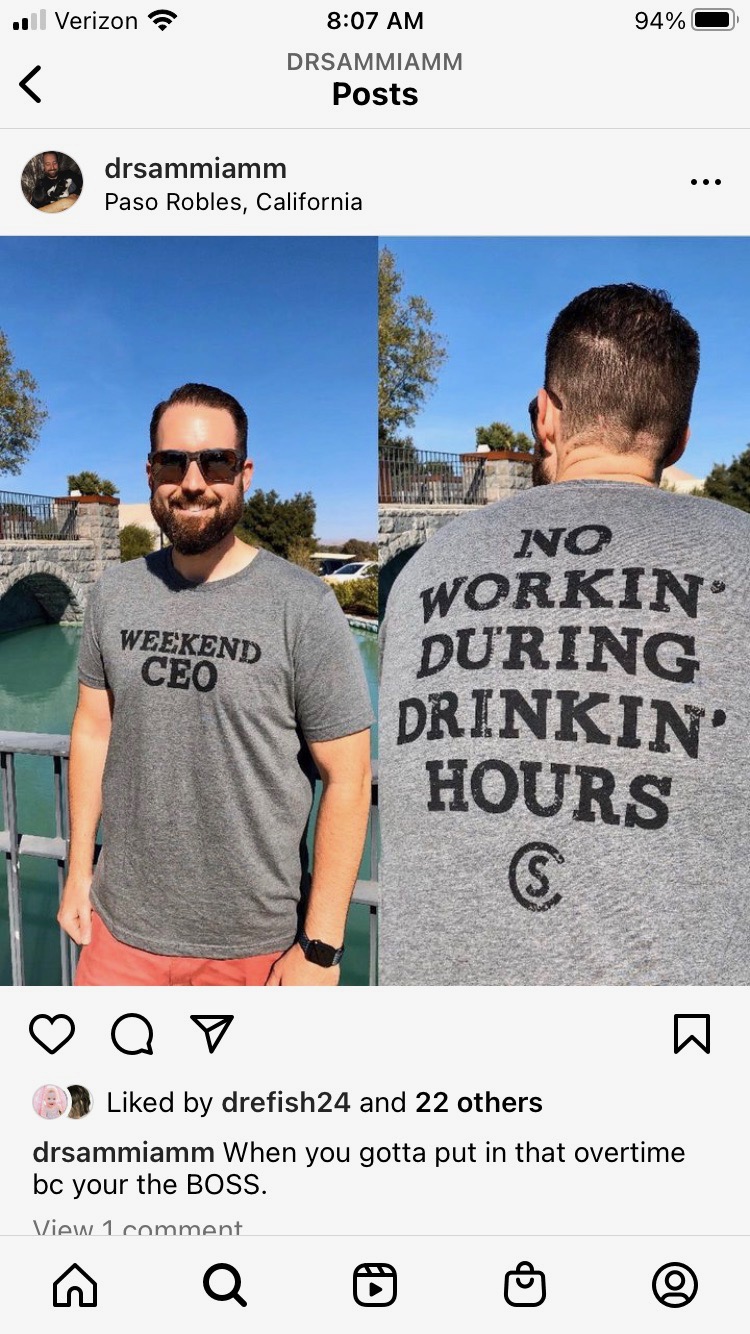 Verizon 8:07 AM 94%
DRSAMMIAMM
Posts
drsammiamm
Paso Robles, California
WEEKEND
CEO
NO
WORKIN'
DURING
DRINKIN'
HOURS
CS
Liked by drefish24 and 22 others
drsammiamm When you gotta put in that overtime
bc your the BOSS.
View 1 comment